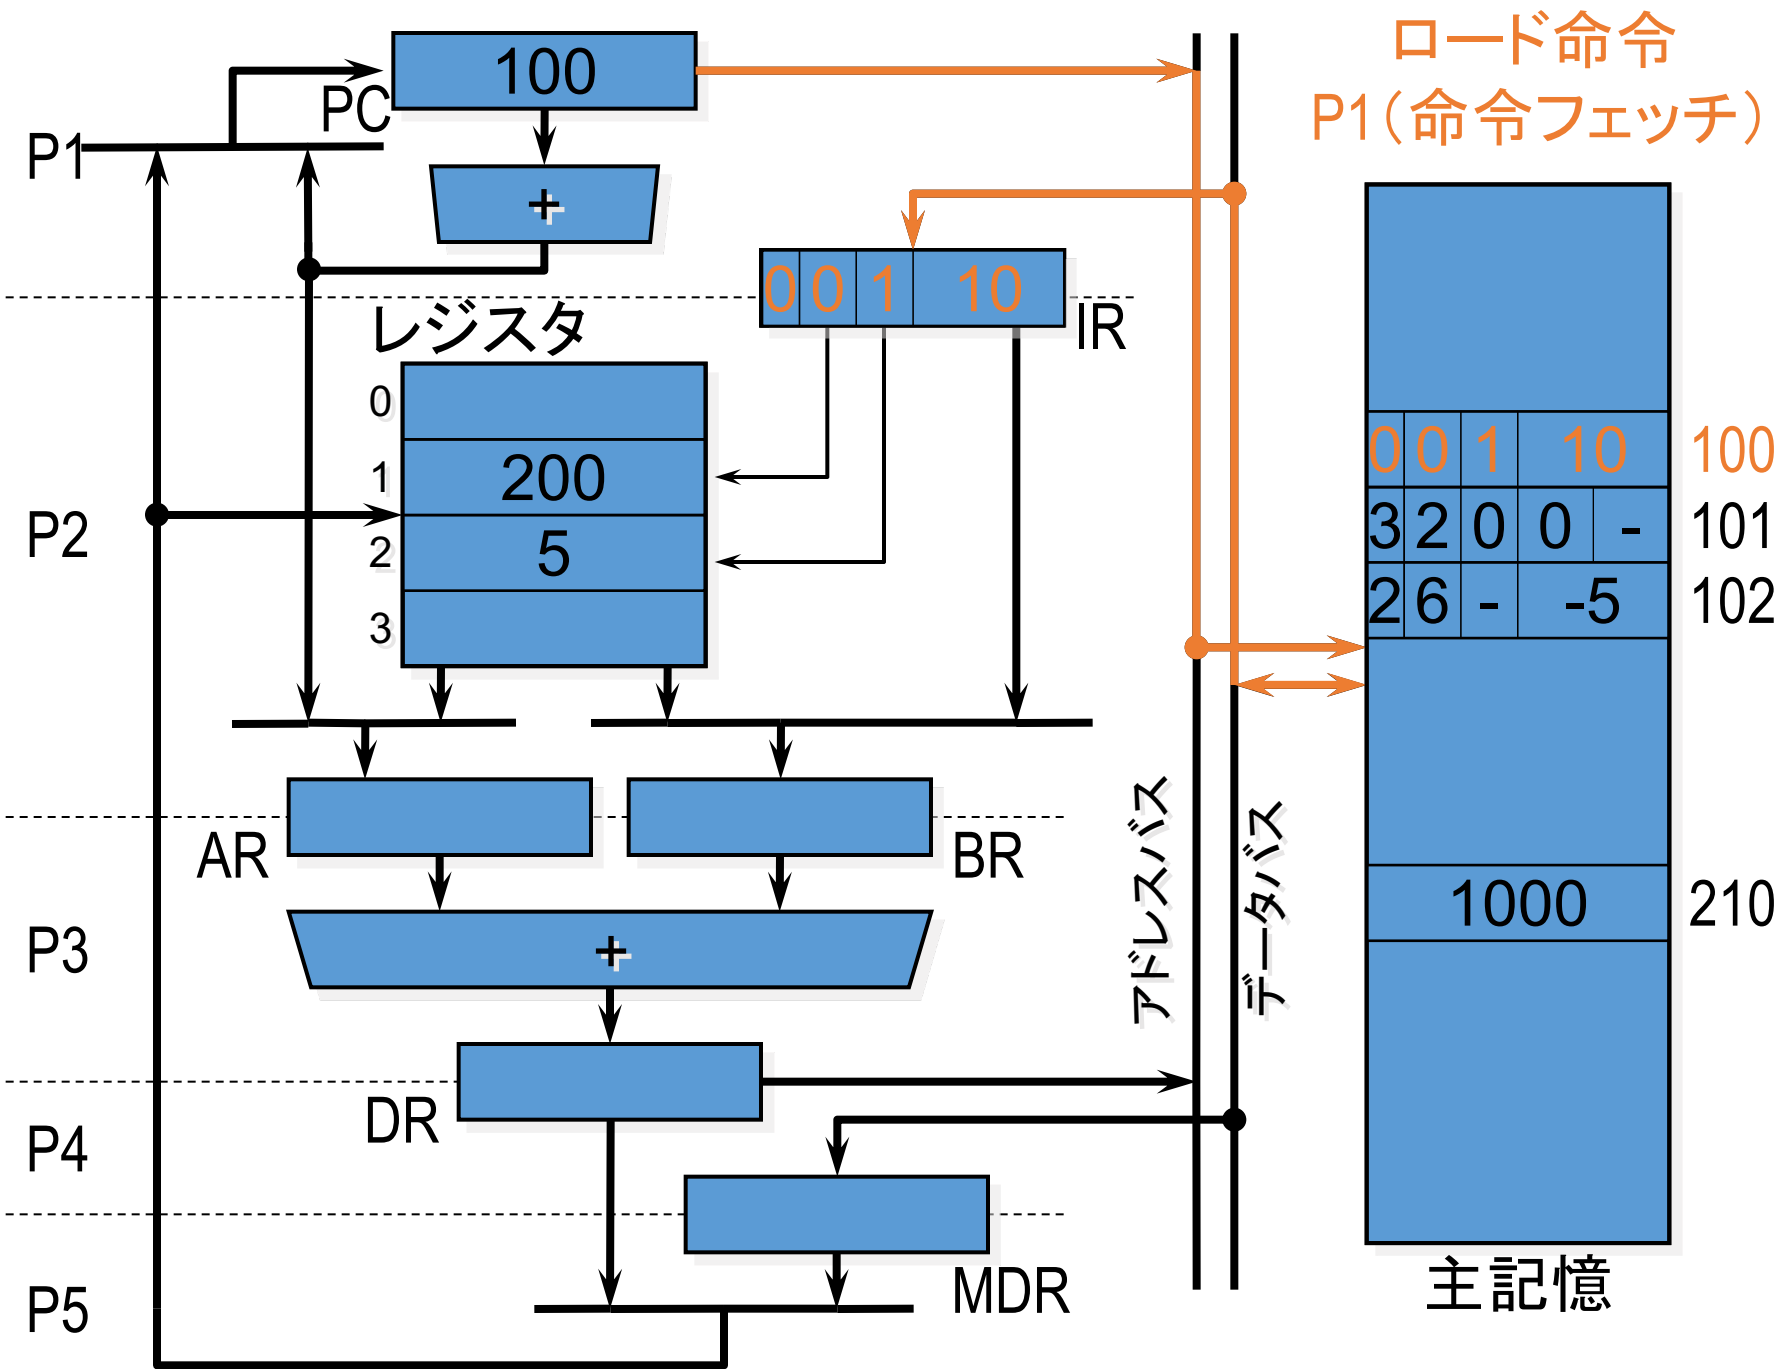 ロード命令
P1（命令フェッチ）
100
PC
P1
+
0 0 1 10
IR
レジスタ
0
1 200
2 5
3
P2
0 0 1 10 100
3 2 0 0 - 101
2 6 - -5 102
アドレスバス
データバス
AR
BR
1000 210
P3
+
DR
P4
MDR
主記憶
P5